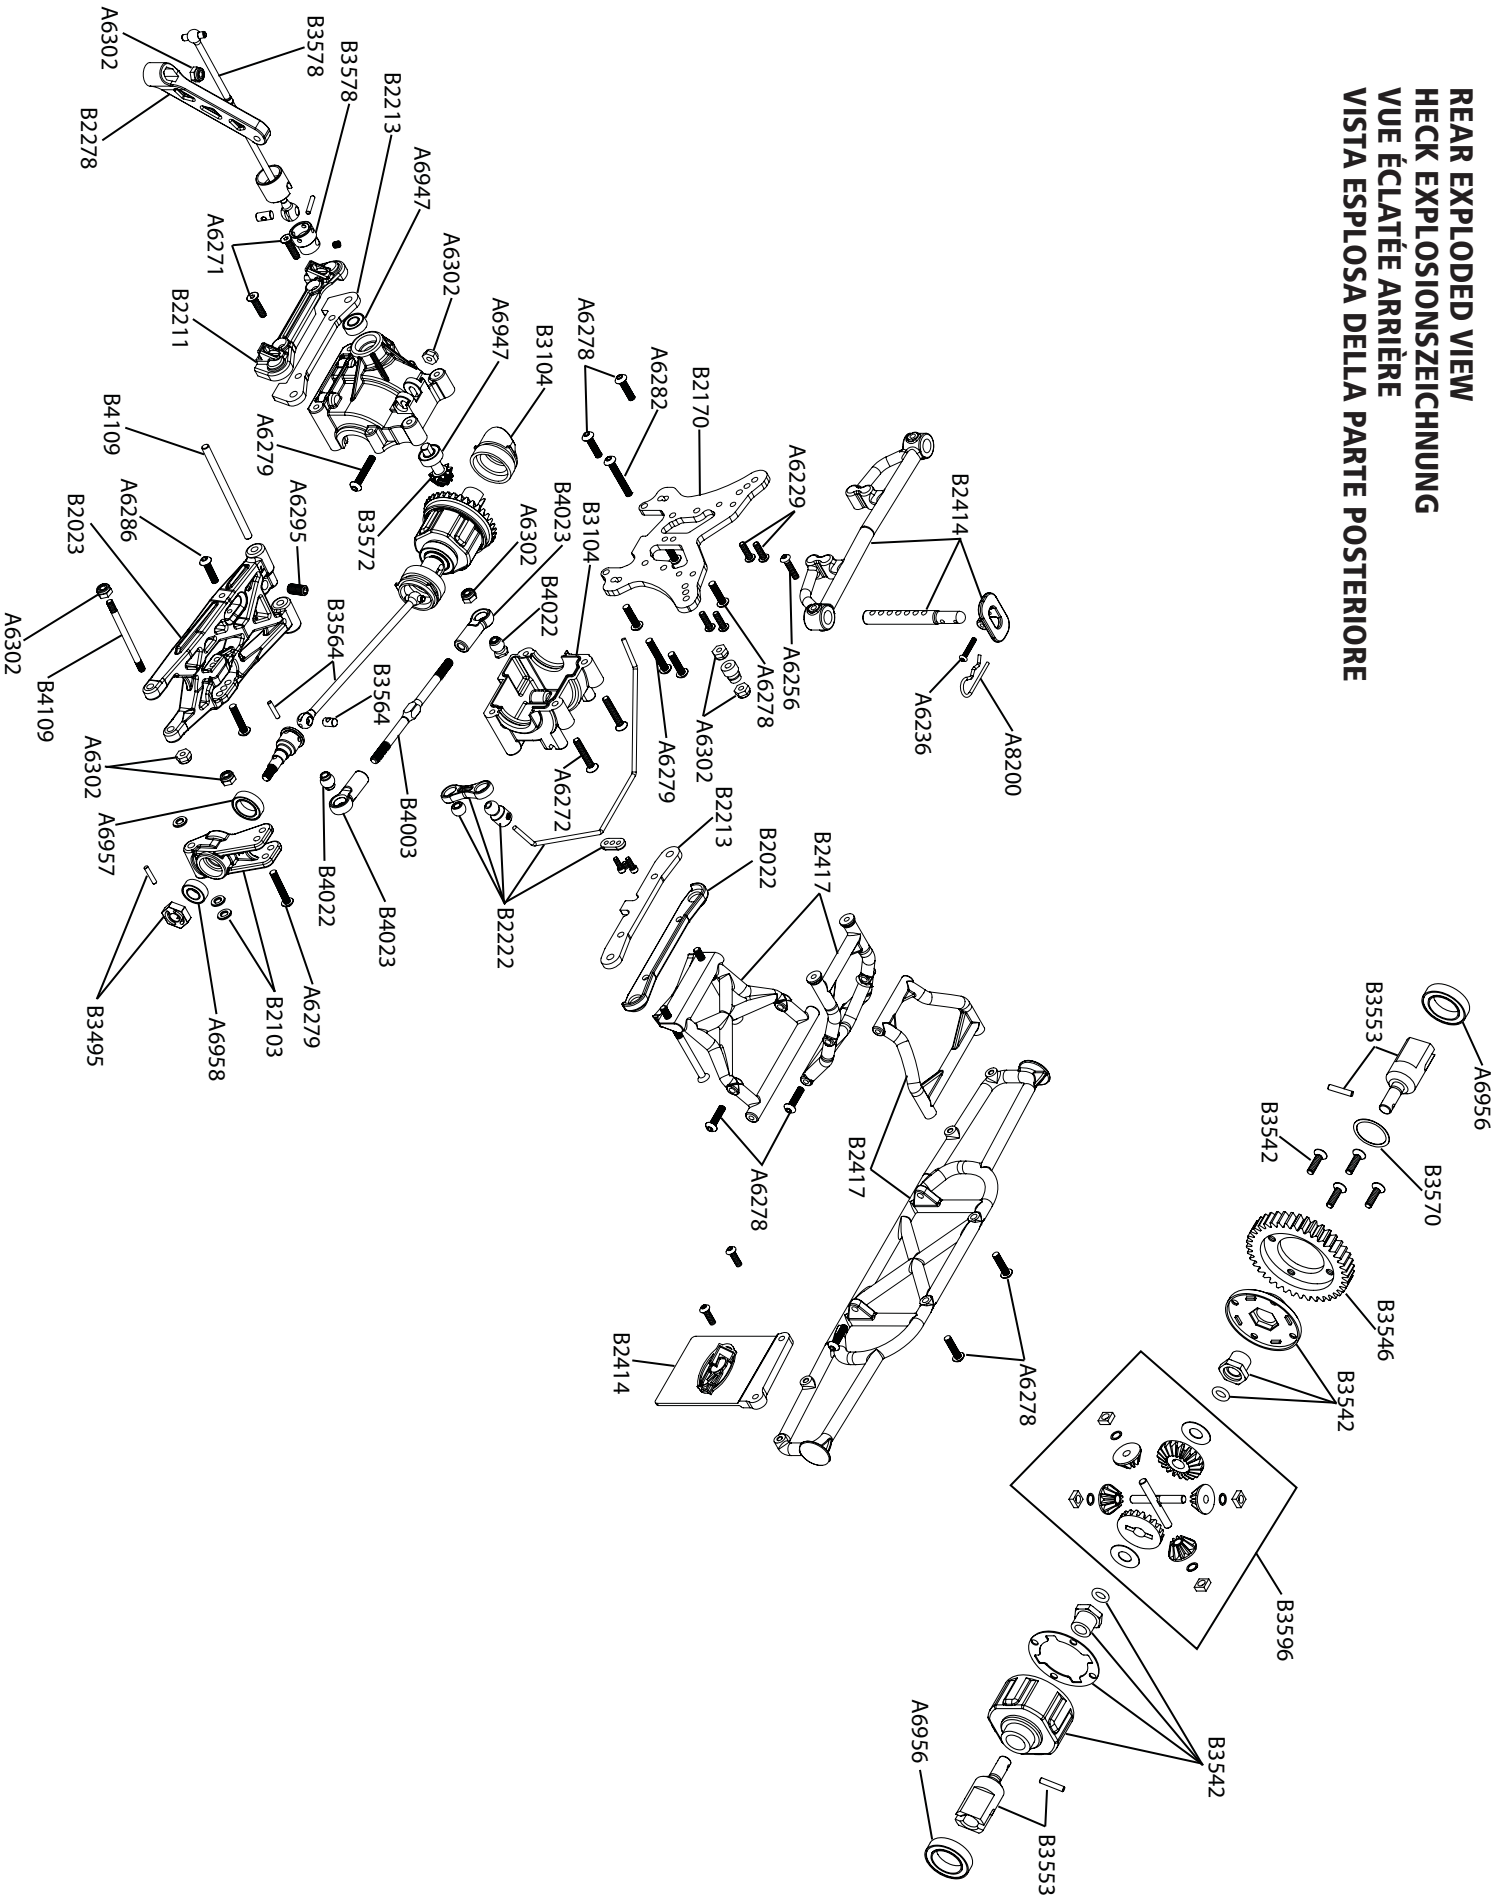 REAR EXPLODED VIEW
HECK EXPLOSIONSZEICHNUNG
VUE ÉCLATÉE ARRIÈRE
VISTA ESPLOSA DELLA PARTE POSTERIORE
A6956
B3553
B3570
B3542
B3546
B3542
B3596
B3542
A6956
B3553
B2414
A8200
A6236
A6256
A6229
B2170
A6278
A6302
A6282
A6278
A6279
A6272
B2213
B2022
B2417
B2417
A6278
A6278
B2414
B3104
A6947
A6302
A6947
B2213
B3578
B3578
A6302
B2278
A6271
B2211
A6279
B3572
B3104
B4023
A6302
B4022
B2222
B4003
B4023
B4022
B3564
B3564
A6295
B4109
A6286
B2023
A6302
B4109
A6302
A6957
A6279
B2103
A6958
B3495